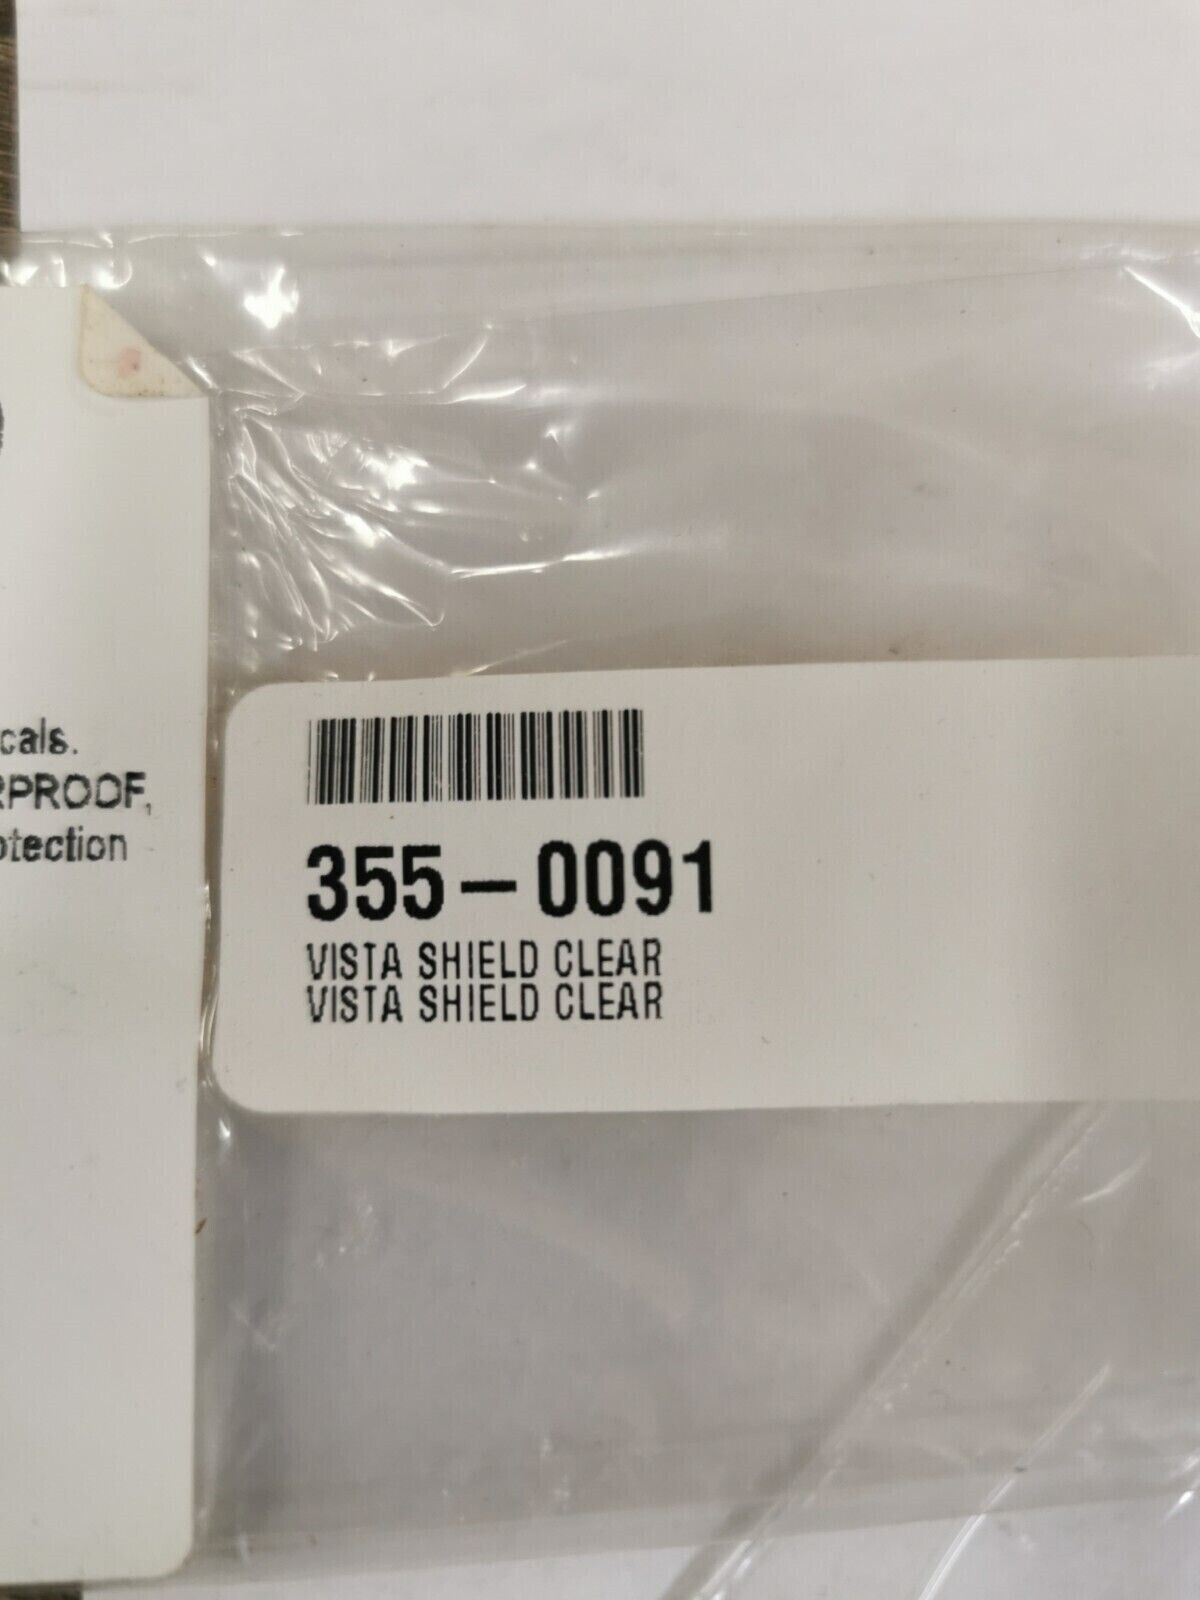 cals.
RPROOF,
otection
355-0091
VISTA SHIELD CLEAR
VISTA SHIELD CLEAR